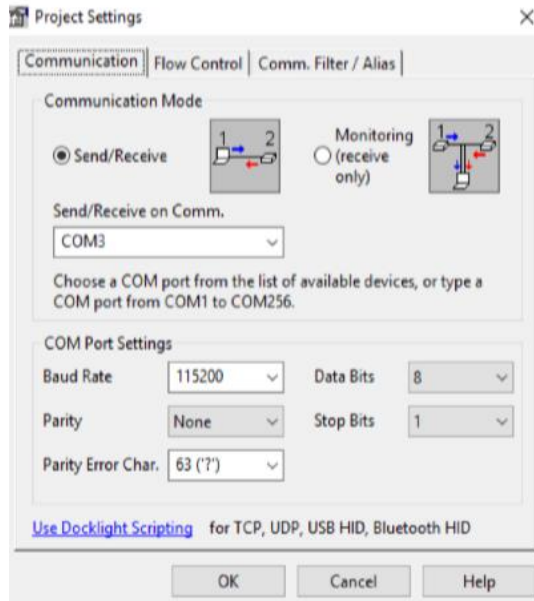 Project Settings
Communication
Flow Control
Comm. Filter / Alias
Communication Mode
Send/Receive
1 2
Monitoring
(receive
only)
1 2
Send/Receive on Comm.
COM3
Choose a COM port from the list of available devices, or type a
COM port from COM1 to COM256.
COM Port Settings
Baud Rate 115200 Data Bits 8
Parity None Stop Bits 1
Parity Error Char. 63 ('?')
Use Docklight Scripting for TCP, UDP, USB HID, Bluetooth HID
OK Cancel Help